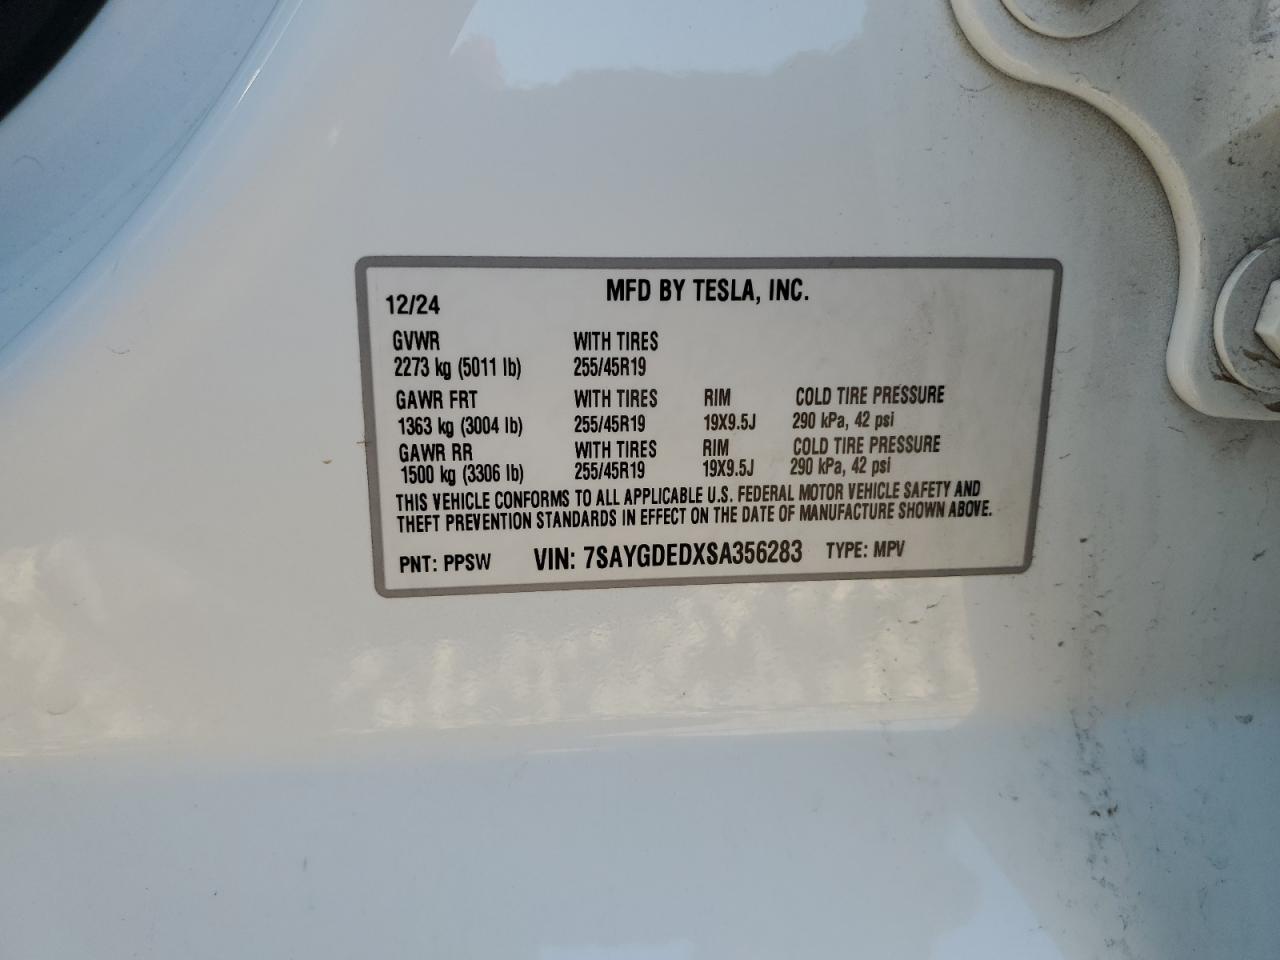 MFD BY TESLA, INC.
12/24
GVWR WITH TIRES
2273 kg (5011 lb) 255/45R19
GAWR FRT WITH TIRES RIM COLD TIRE PRESSURE
1363 kg (3004 lb) 255/45R19 19X9.5J 290 kPa, 42 psi
GAWR RR WITH TIRES RIM COLD TIRE PRESSURE
1500 kg (3306 lb) 255/45R19 19X9.5J 290 kPa, 42 psi
THIS VEHICLE CONFORMS TO ALL APPLICABLE U.S. FEDERAL MOTOR VEHICLE SAFETY AND
THEFT PREVENTION STANDARDS IN EFFECT ON THE DATE OF MANUFACTURE SHOWN ABOVE.
PNT: PPSW VIN: 7SAYGDEDXSA356283 TYPE: MPV